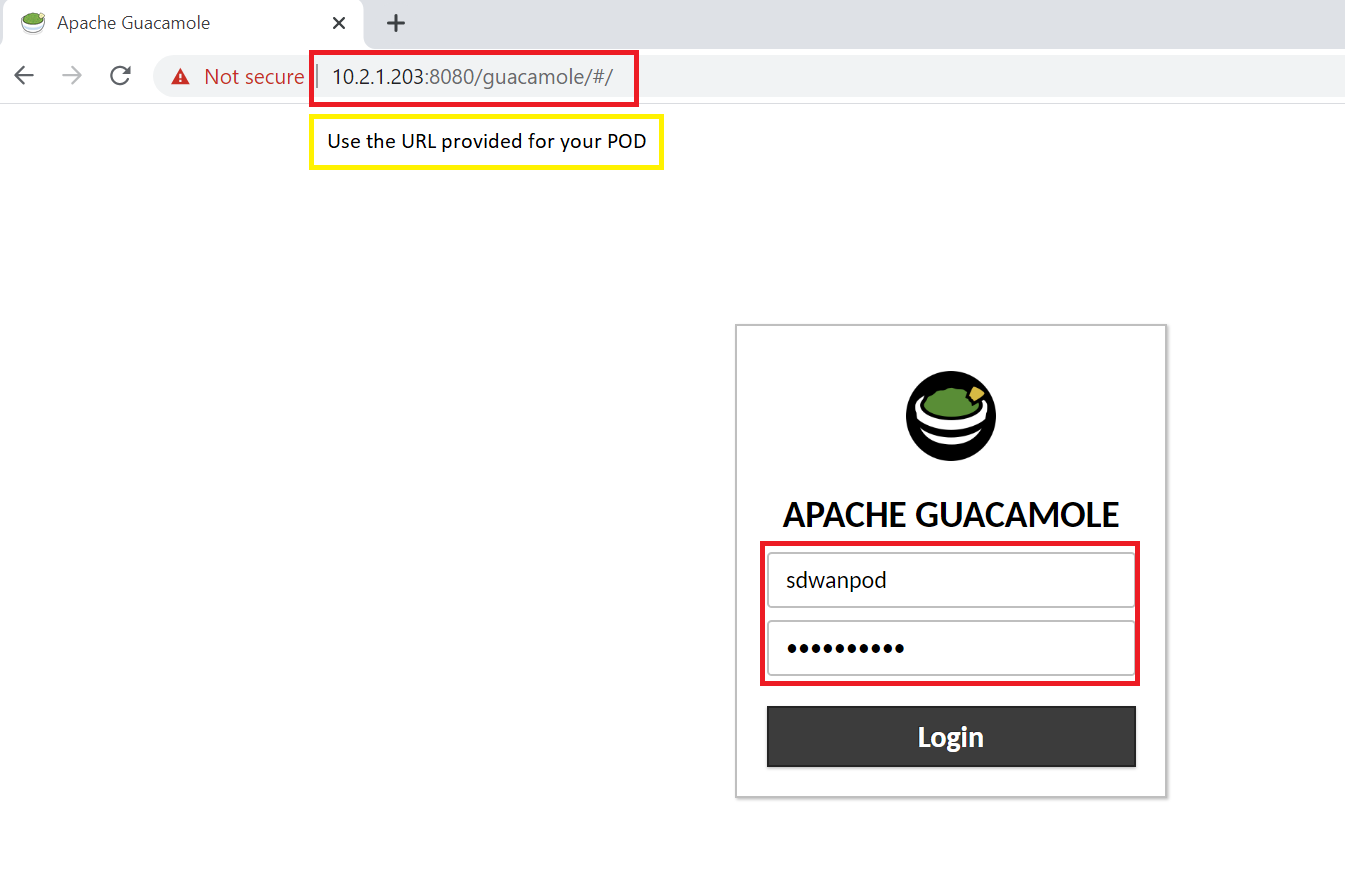 Apache Guacamole
Not secure 10.2.1.203:8080/guacamole/#/
Use the URL provided for your POD
APACHE GUACAMOLE
sdwanpod
••••••••••
Login